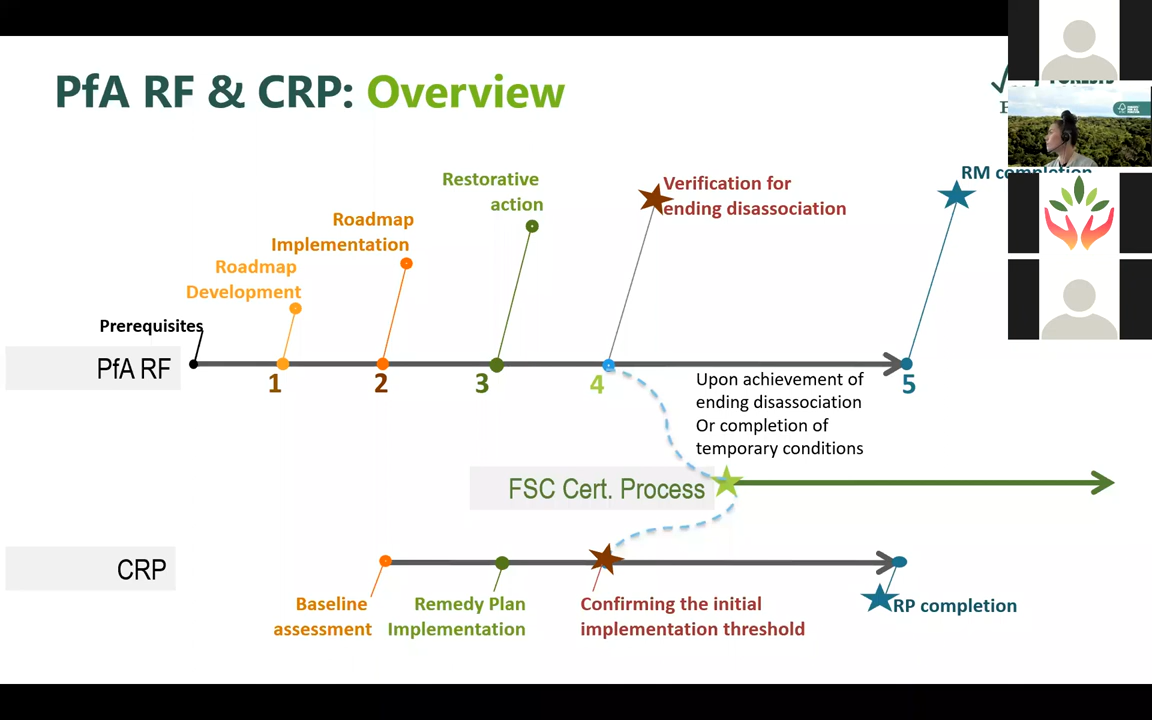 PfA RF & CRP: Overview
RM completion
Restorative
action
Verification for
ending disassociation
Roadmap
Implementation
Roadmap
Development
Prerequisites
PfA RF
1
2
3
4
5
Upon achievement of
ending disassociation
Or completion of
temporary conditions
FSC Cert. Process
CRP
Baseline
assessment
Remedy Plan
Implementation
Confirming the initial
implementation threshold
RP completion